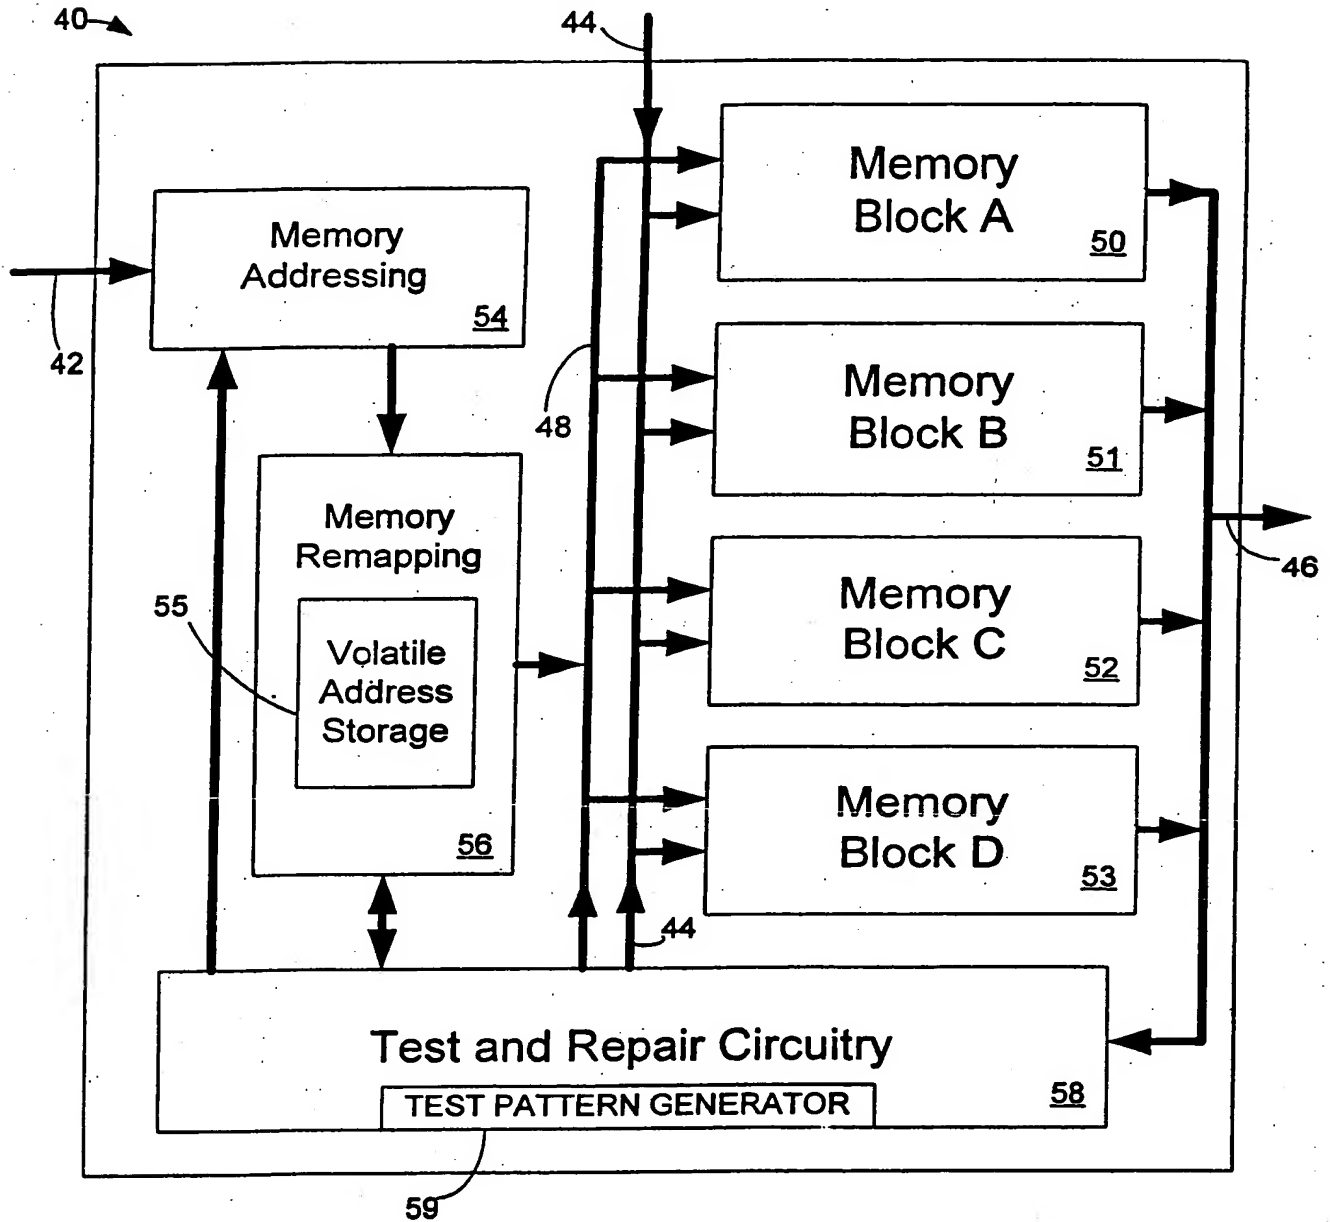 40
44
Memory
Block A
50
Memory
Addressing
54
42
48
Memory
Block B
51
Memory
Remapping
46
55
Volatile
Address
Storage
Memory
Block C
52
56
Memory
Block D
53
44
Test and Repair Circuitry
58
TEST PATTERN GENERATOR
59